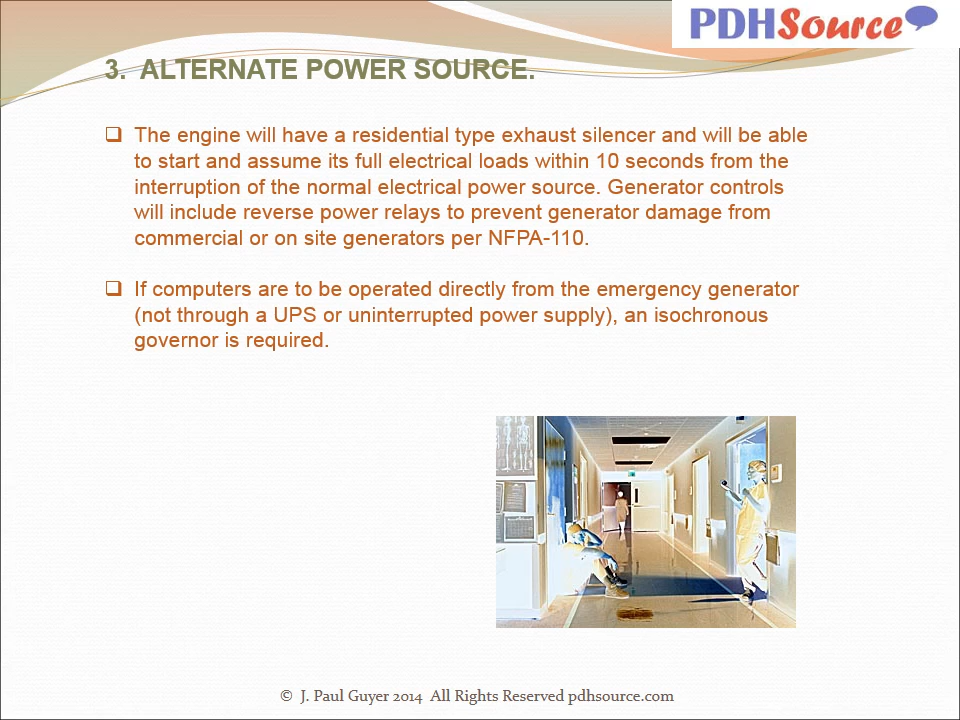 PDHSource
3. ALTERNATE POWER SOURCE.
The engine will have a residential type exhaust silencer and will be able
to start and assume its full electrical loads within 10 seconds from the
interruption of the normal electrical power source. Generator controls
will include reverse power relays to prevent generator damage from
commercial or on site generators per NFPA-110.
If computers are to be operated directly from the emergency generator
(not through a UPS or uninterrupted power supply), an isochronous
governor is required.
© J. Paul Guyer 2014 All Rights Reserved pdhsource.com